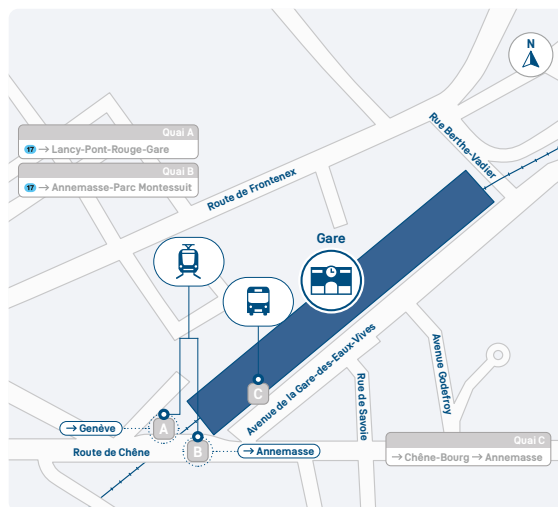 N
Quai A
17 → Lancy-Pont-Rouge-Gare
Quai B
17 → Annemasse-Parc Montessuit
Rue Berthe-Vadier
Route de Frontenex
Gare
C
Avenue de la Gare-des-Eaux-Vives
Rue de Savoie
Avenue Godefroy
→ Genève
A
B
→ Annemasse
Route de Chêne
Quai C
→ Chêne-Bourg → Annemasse